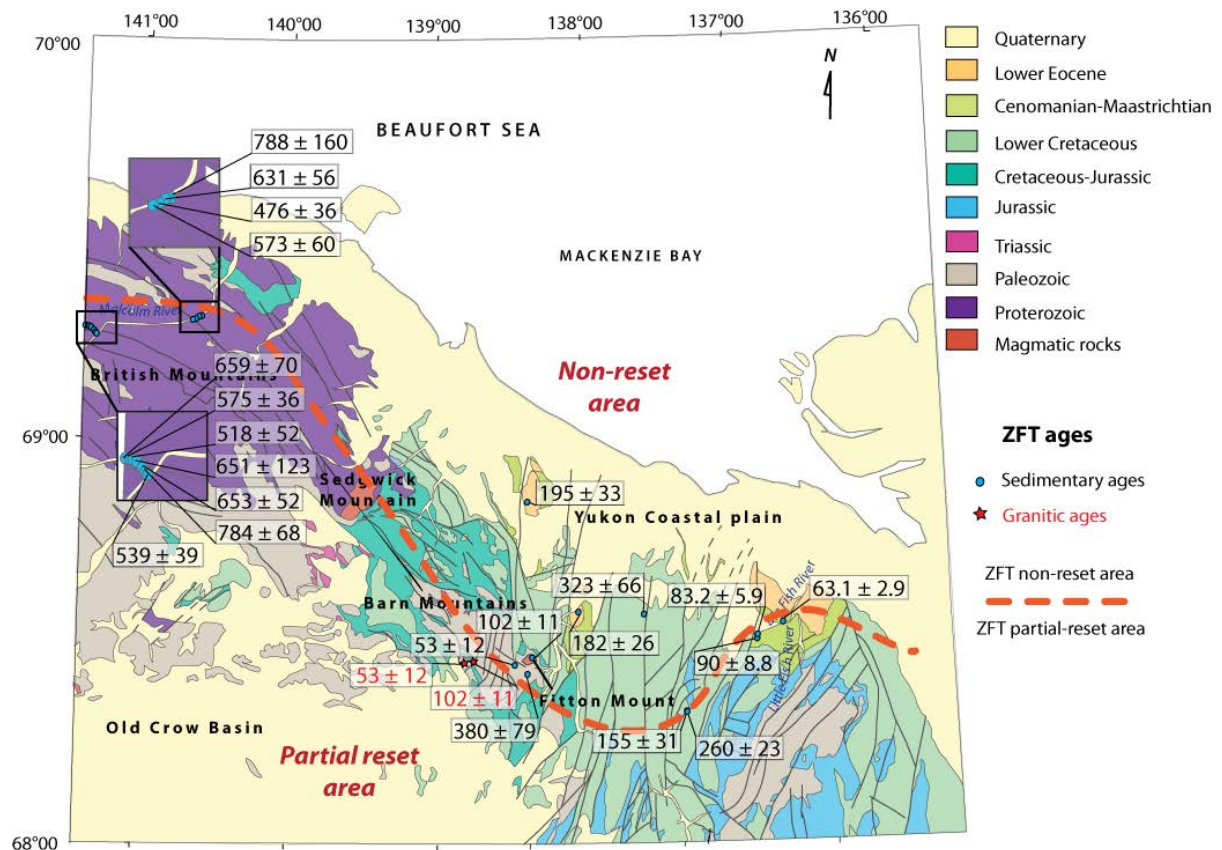 141°00
140°00
139°00
138°00
137°00
136°00
70°00
N
BEAUFORT SEA
788 ± 160
631 ± 56
476 ± 36
573 ± 60
MACKENZIE BAY
Malcolm River
659 ± 70
British Mountains
575 ± 36
Non-reset
area
518 ± 52
69°00
651 ± 123
Sedgwick
Mountain
653 ± 52
195 ± 33
784 ± 68
Yukon Coastal plain
539 ± 39
323 ± 66
83.2 ± 5.9
Fish River
63.1 ± 2.9
Barn Mountains
102 ± 11
182 ± 26
53 ± 12
90 ± 8.8
53 ± 12
102 ± 11
Fitton Mount
380 ± 79
155 ± 31
260 ± 23
Old Crow Basin
Partial reset
area
68°00
Quaternary
Lower Eocene
Cenomanian-Maastrichtian
Lower Cretaceous
Cretaceous-Jurassic
Jurassic
Triassic
Paleozoic
Proterozoic
Magmatic rocks
ZFT ages
Sedimentary ages
Granitic ages
ZFT non-reset area
ZFT partial-reset area